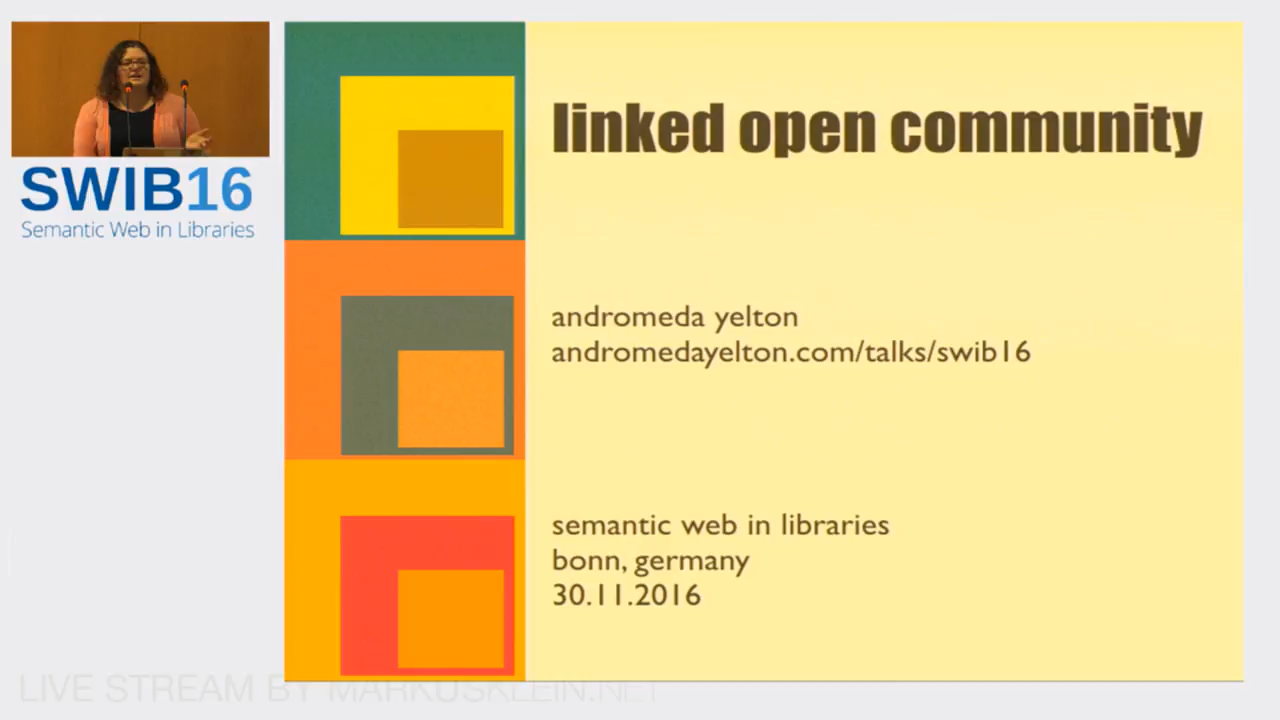 SWIB16
Semantic Web in Libraries
linked open community
andromeda yelton
andromedayelton.com/talks/swib16
semantic web in libraries
bonn, germany
30.11.2016
LIVE STREAM BY MARKUSKLEIN.NET